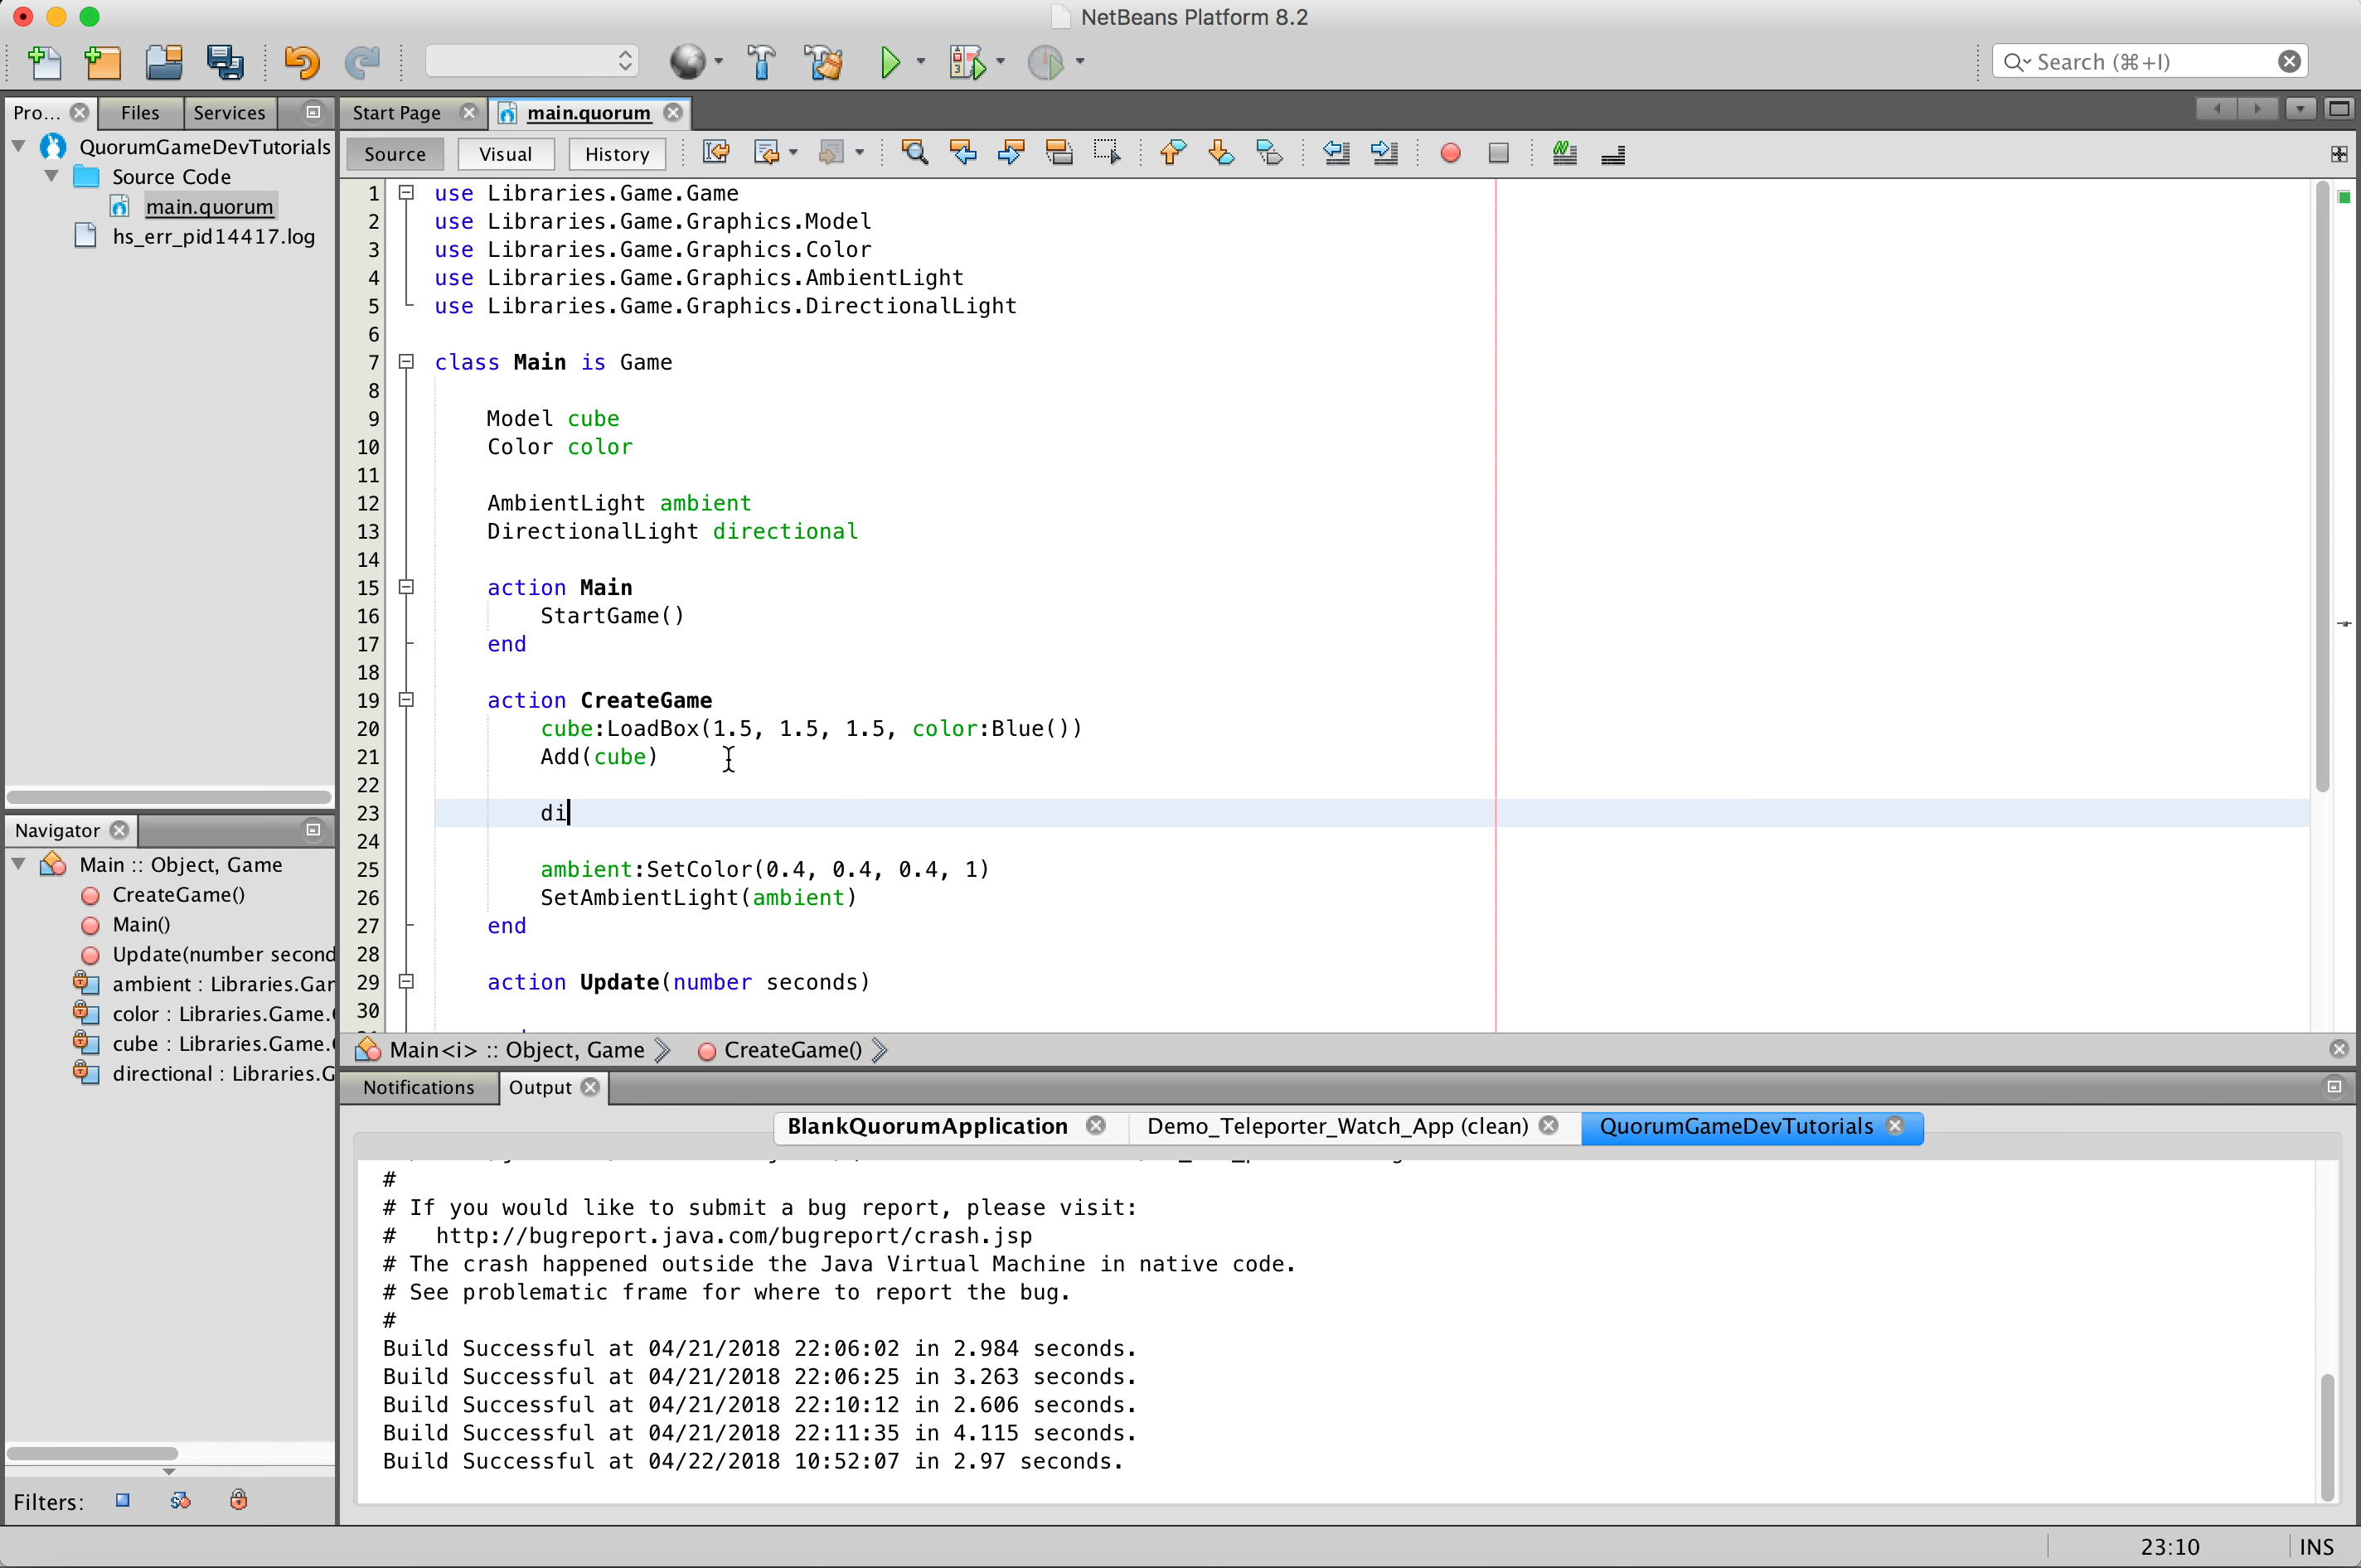 NetBeans Platform 8.2
Search (⌘+I)
Pro...
Files
Services
Start Page
main.quorum
QuorumGameDevTutorials
Source Code
main.quorum
hs_err_pid14417.log
Source
Visual
History
1 use Libraries.Game.Game
2 use Libraries.Game.Graphics.Model
3 use Libraries.Game.Graphics.Color
4 use Libraries.Game.Graphics.AmbientLight
5 use Libraries.Game.Graphics.DirectionalLight
6
7 class Main is Game
8
9 Model cube
10 Color color
11
12 AmbientLight ambient
13 DirectionalLight directional
14
15 action Main
16 StartGame()
17 end
18
19 action CreateGame
20 cube:LoadBox(1.5, 1.5, 1.5, color:Blue())
21 Add(cube)
22
23 di
24
25 ambient:SetColor(0.4, 0.4, 0.4, 1)
26 SetAmbientLight(ambient)
27 end
28
29 action Update(number seconds)
30
Navigator
Main :: Object, Game
CreateGame()
Main()
Update(number second
ambient : Libraries.Gar
color : Libraries.Game.
cube : Libraries.Game.
directional : Libraries.G
Filters:
Main<i> :: Object, Game
CreateGame()
Notifications
Output
BlankQuorumApplication
Demo_Teleporter_Watch_App (clean)
QuorumGameDevTutorials
#
# If you would like to submit a bug report, please visit:
#   http://bugreport.java.com/bugreport/crash.jsp
# The crash happened outside the Java Virtual Machine in native code.
# See problematic frame for where to report the bug.
#
Build Successful at 04/21/2018 22:06:02 in 2.984 seconds.
Build Successful at 04/21/2018 22:06:25 in 3.263 seconds.
Build Successful at 04/21/2018 22:10:12 in 2.606 seconds.
Build Successful at 04/21/2018 22:11:35 in 4.115 seconds.
Build Successful at 04/22/2018 10:52:07 in 2.97 seconds.
23:10
INS